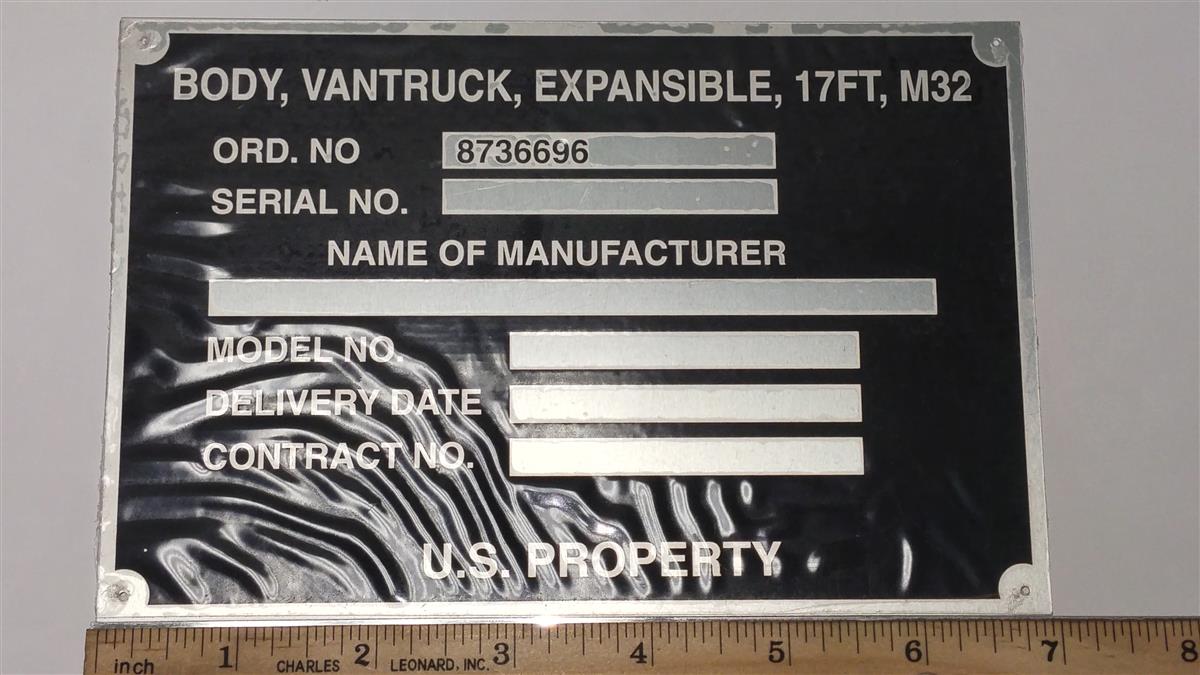 BODY, VANTRUCK, EXPANSIBLE, 17FT, M32
ORD. NO 8736696
SERIAL NO.
NAME OF MANUFACTURER
MODEL NO.
DELIVERY DATE
CONTRACT NO.
U.S. PROPERTY
inch 1 CHARLES 2 LEONARD, INC. 3 4 5 6 7 8